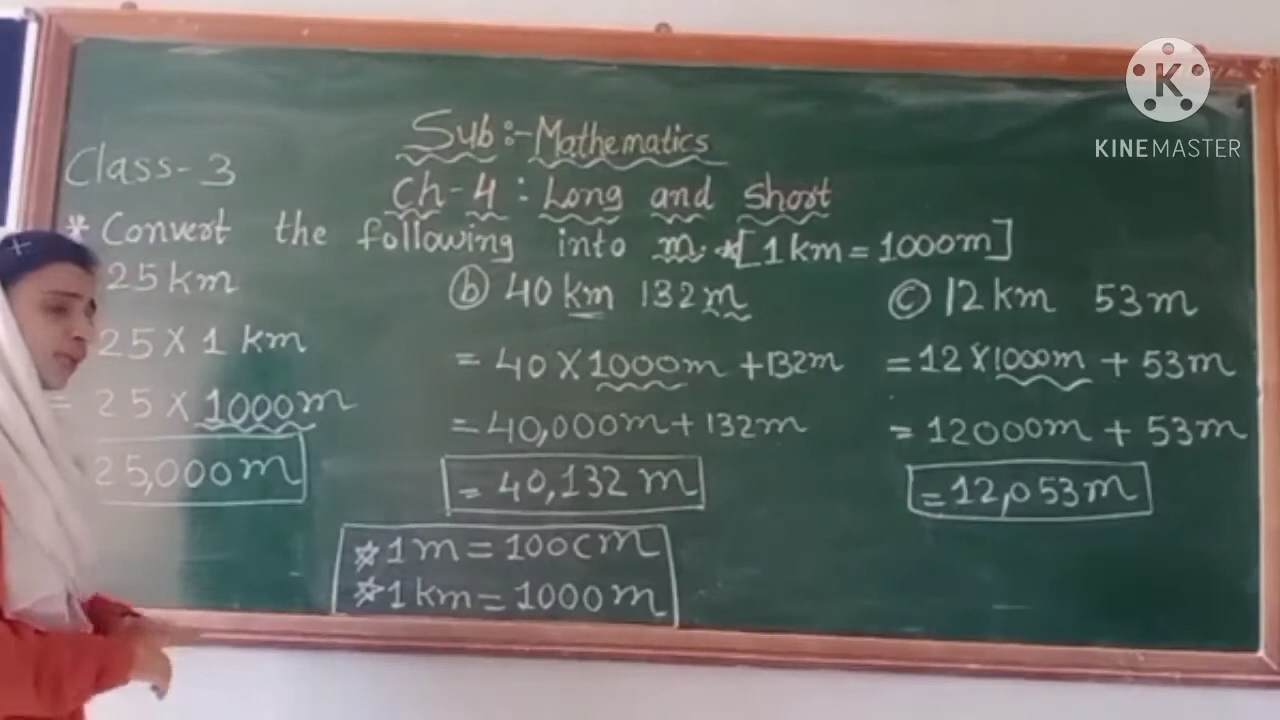 Sub:- Mathematics
Class-3
Ch-4 : Long and short
* Convert the following into m. *[1 km = 1000m]
25 km
25 X 1 km
= 25 X 1000m
25,000m
ⓑ 40 km 132 m
= 40 X 1000m + 132m
= 40,000m + 132m
= 40,132 m
ⓒ 12 km 53 m
= 12 X 1000m + 53m
= 12000m + 53m
= 12,053m
☆ 1 m = 100cm
☆ 1 km = 1000 m
K
KINEMASTER